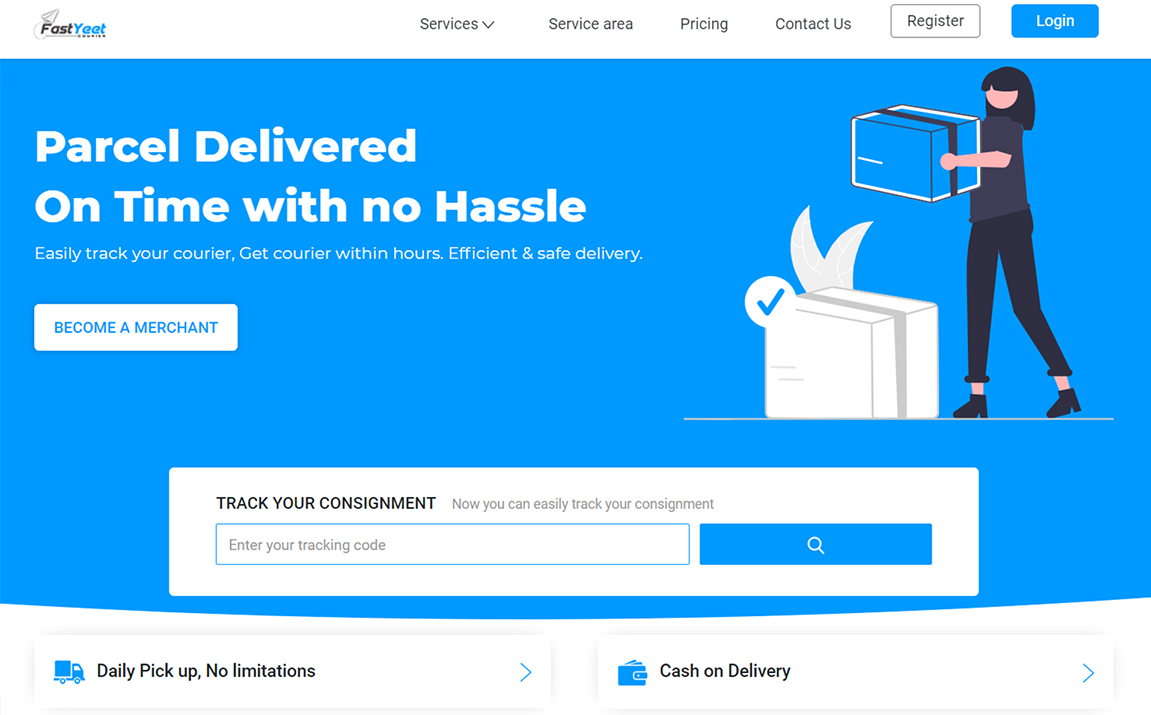 FastYeet
COURIER
Services
Service area
Pricing
Contact Us
Register
Login
Parcel Delivered
On Time with no Hassle
Easily track your courier, Get courier within hours. Efficient & safe delivery.
BECOME A MERCHANT
TRACK YOUR CONSIGNMENT Now you can easily track your consignment
Enter your tracking code
Daily Pick up, No limitations
Cash on Delivery